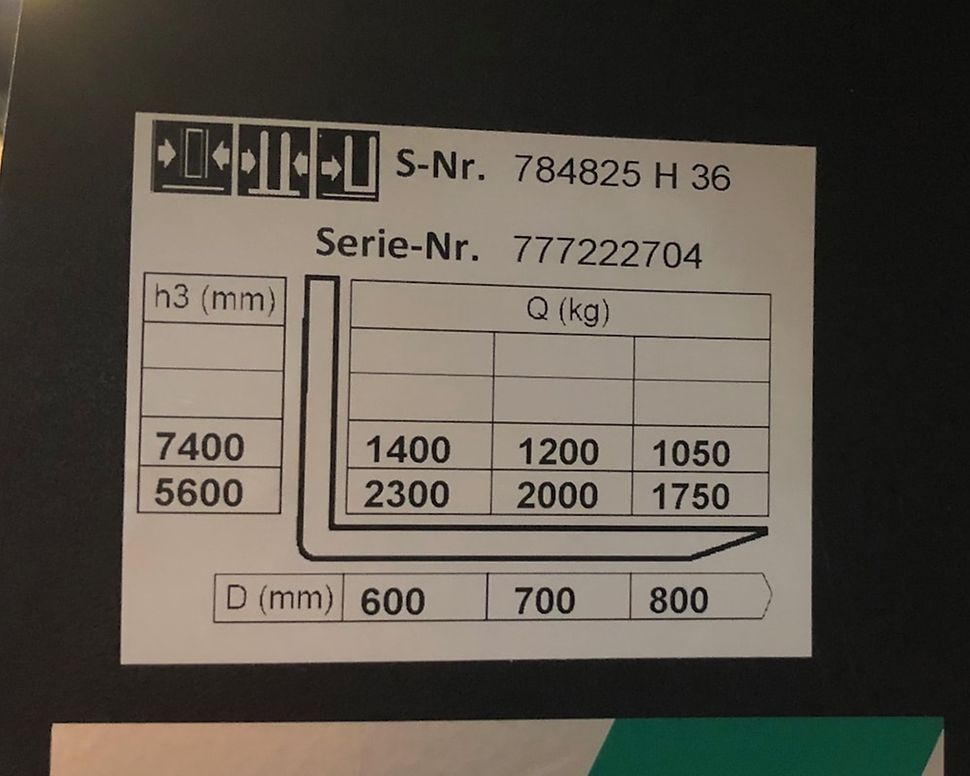 S-Nr. 784825 H 36
Serie-Nr. 777222704
h3 (mm) Q (kg)
7400 1400 1200 1050
5600 2300 2000 1750
D (mm) 600 700 800